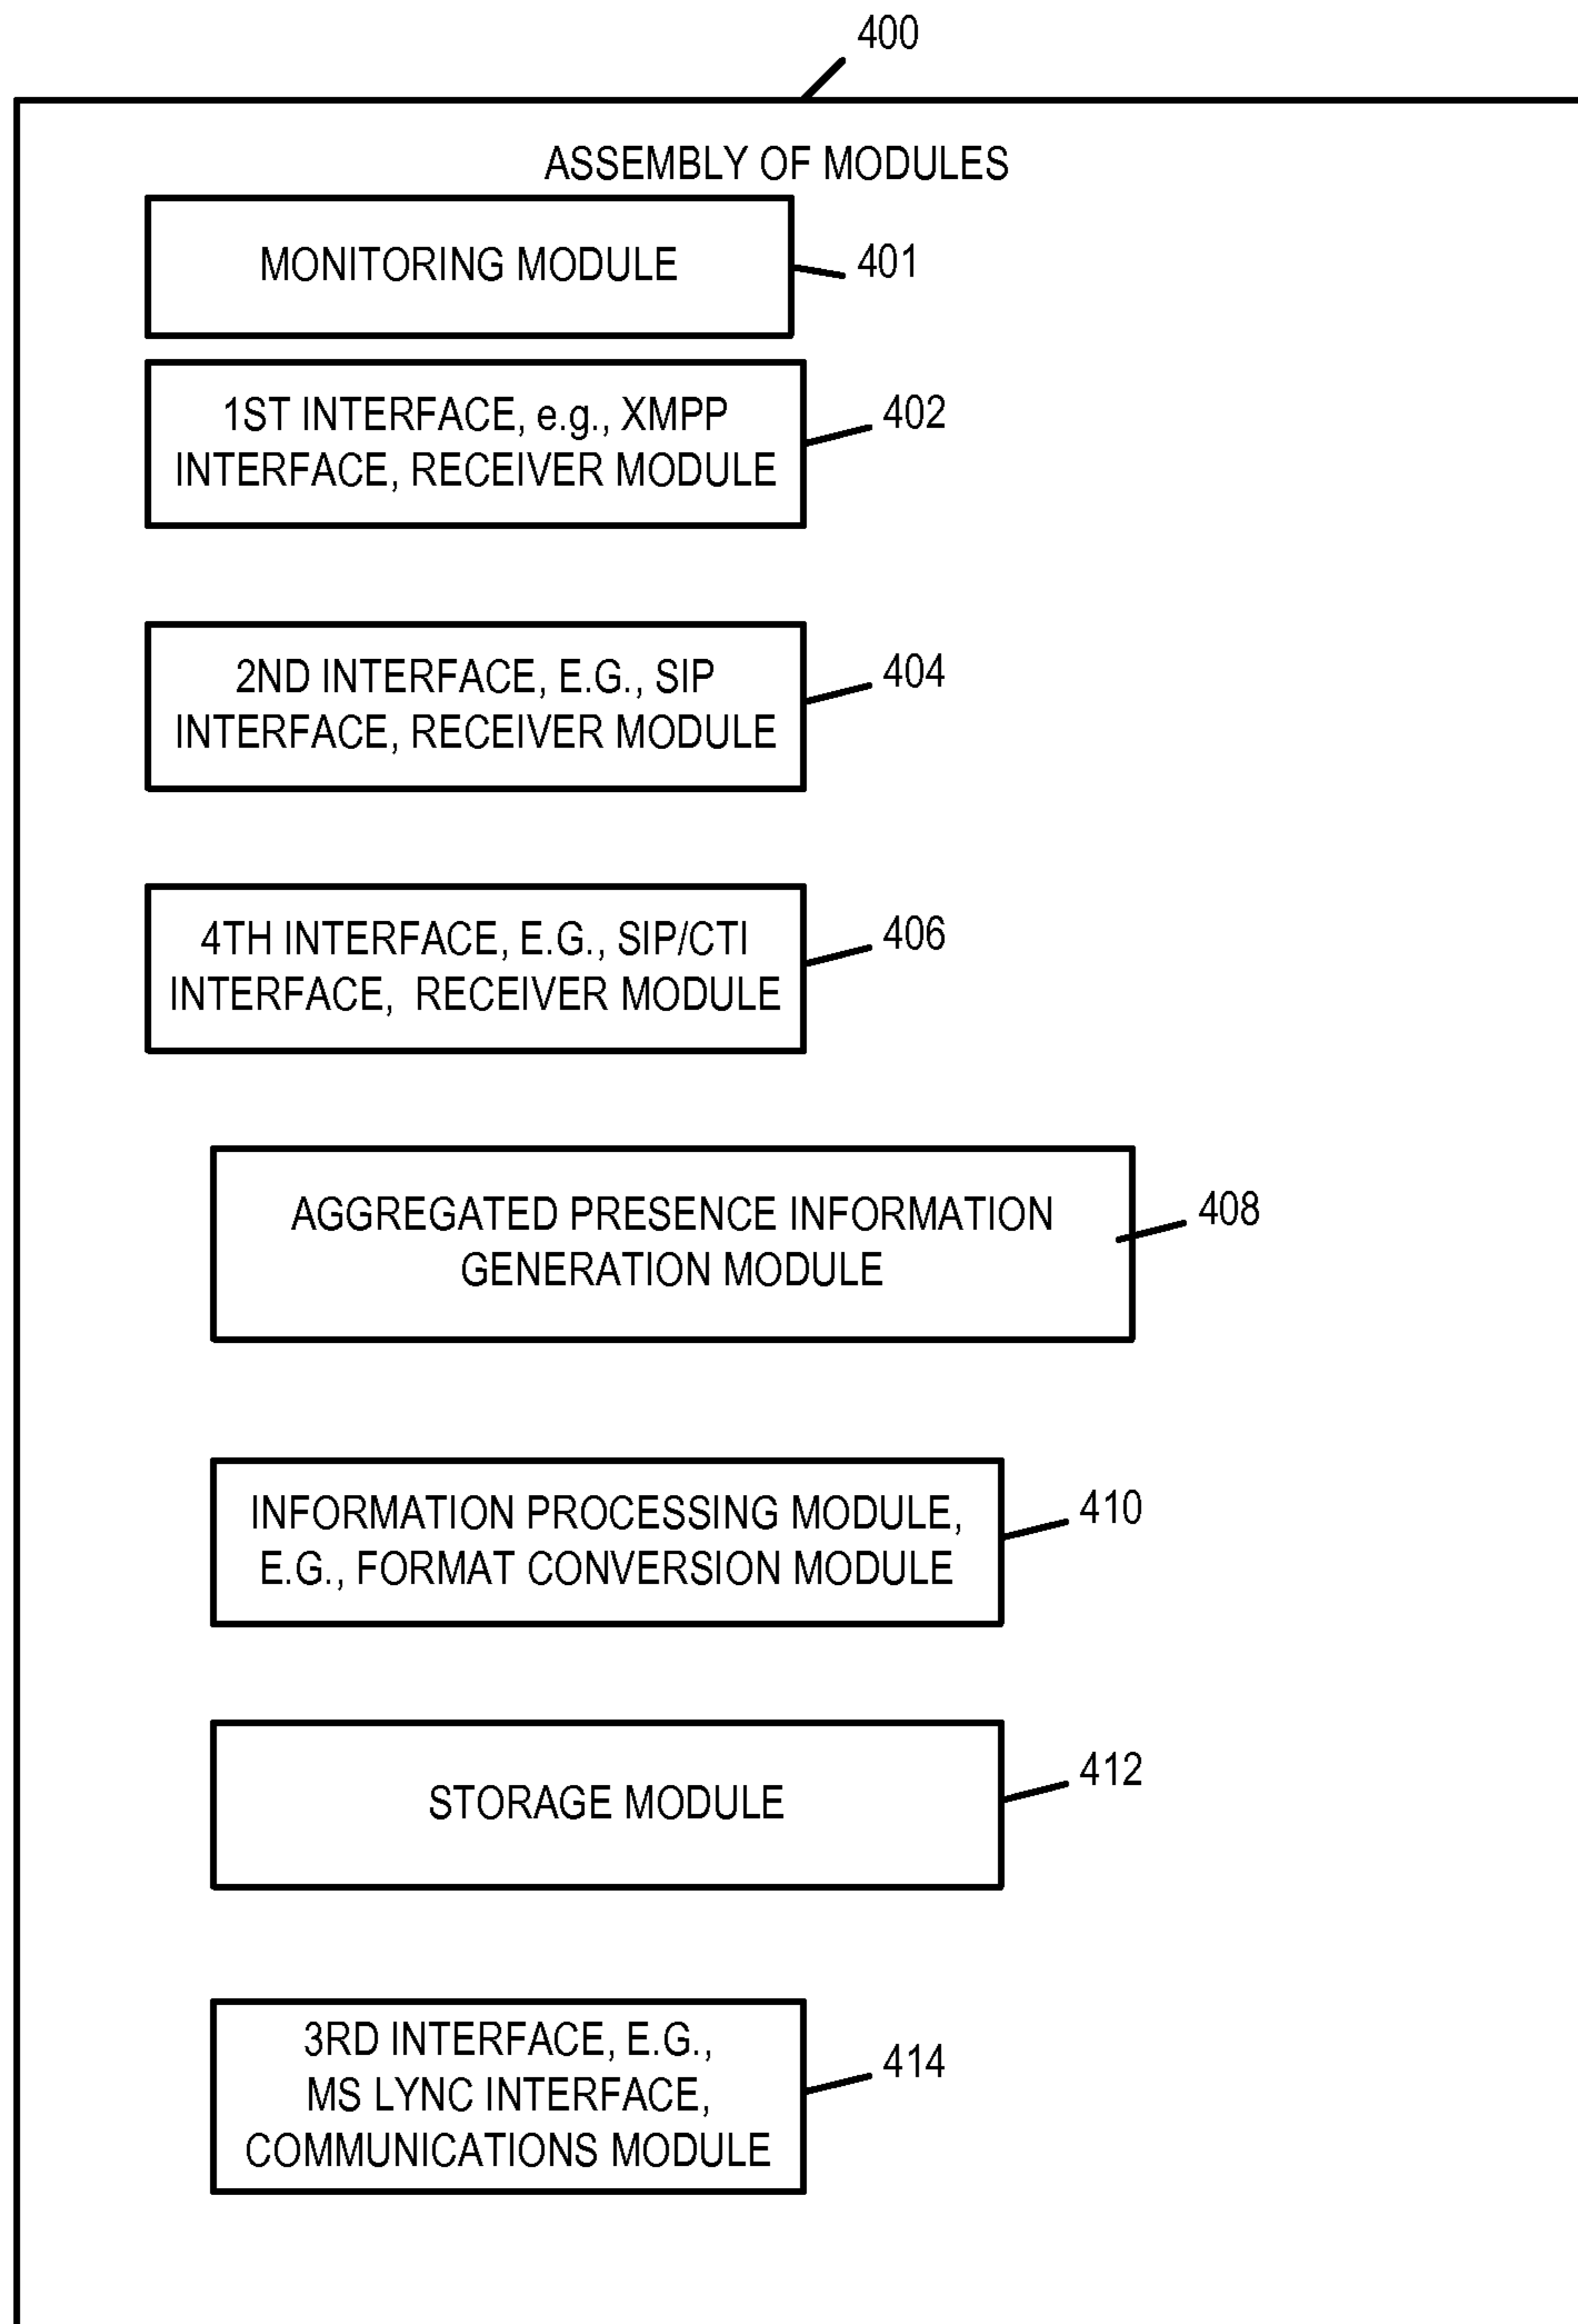 400
ASSEMBLY OF MODULES
MONITORING MODULE
401
1ST INTERFACE, e.g., XMPP
INTERFACE, RECEIVER MODULE
402
2ND INTERFACE, E.G., SIP
INTERFACE, RECEIVER MODULE
404
4TH INTERFACE, E.G., SIP/CTI
INTERFACE, RECEIVER MODULE
406
AGGREGATED PRESENCE INFORMATION
GENERATION MODULE
408
INFORMATION PROCESSING MODULE,
E.G., FORMAT CONVERSION MODULE
410
STORAGE MODULE
412
3RD INTERFACE, E.G.,
MS LYNC INTERFACE,
COMMUNICATIONS MODULE
414